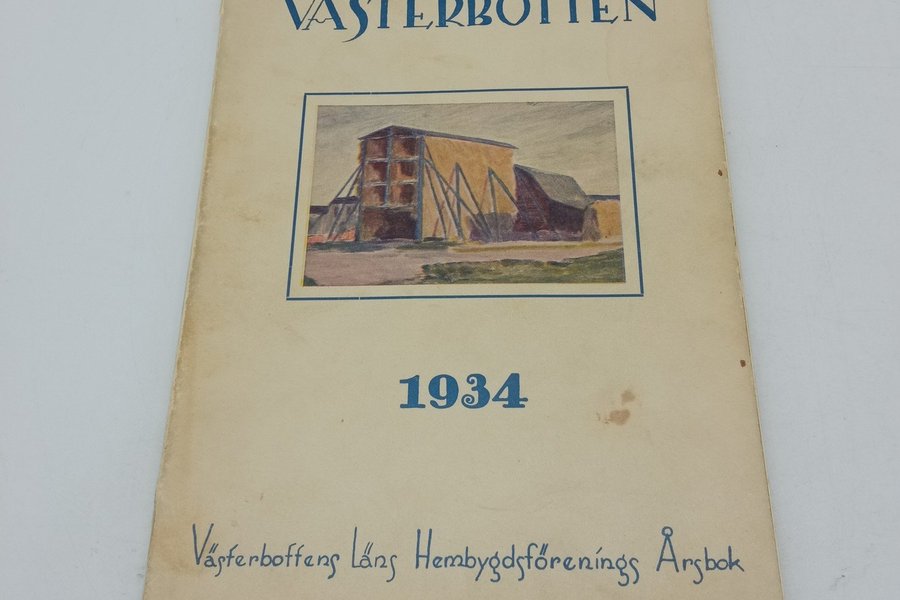 VÄSTERBOTTEN
1934
Västerbottens Läns Hembygdsförenings Årsbok